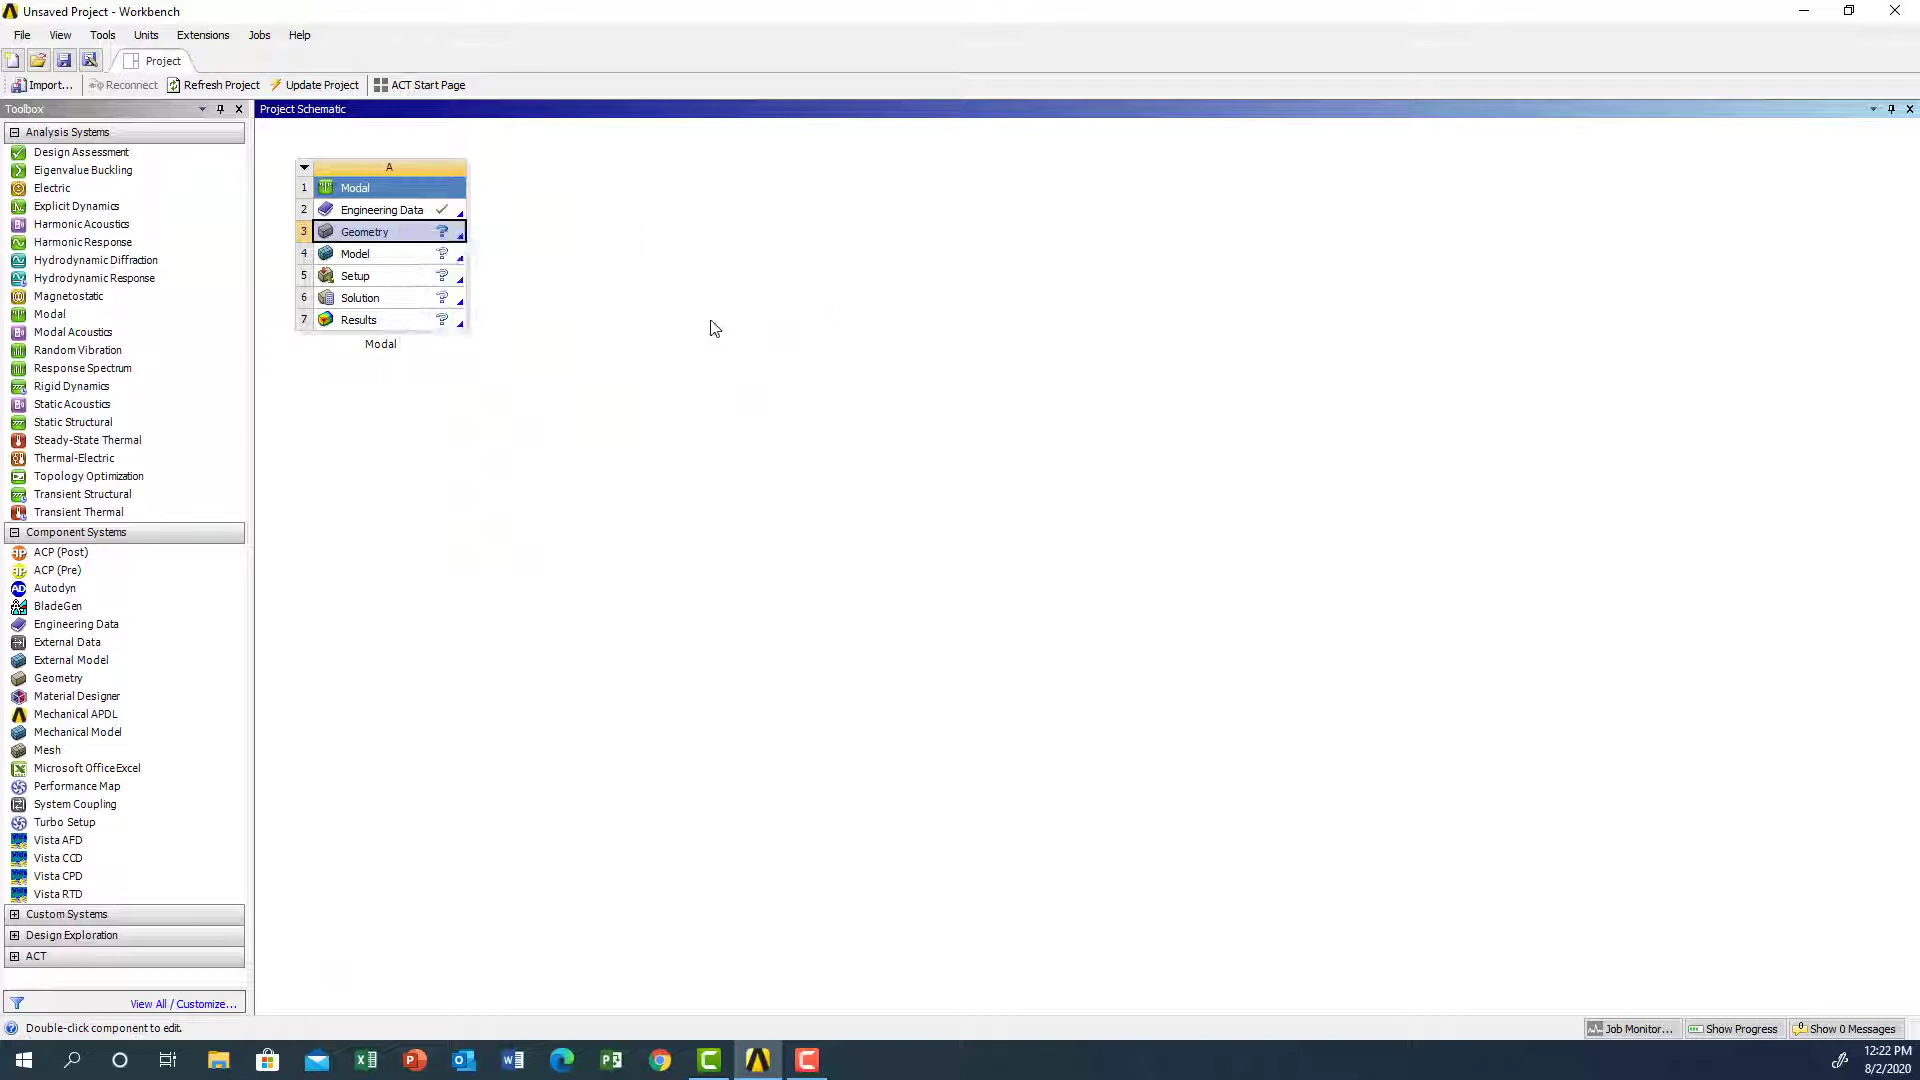 Unsaved Project - Workbench
File View Tools Units Extensions Jobs Help
Project
Import... Reconnect Refresh Project Update Project ACT Start Page
Toolbox
Analysis Systems
Design Assessment
Eigenvalue Buckling
Electric
Explicit Dynamics
Harmonic Acoustics
Harmonic Response
Hydrodynamic Diffraction
Hydrodynamic Response
Magnetostatic
Modal
Modal Acoustics
Random Vibration
Response Spectrum
Rigid Dynamics
Static Acoustics
Static Structural
Steady-State Thermal
Thermal-Electric
Topology Optimization
Transient Structural
Transient Thermal
Component Systems
ACP (Post)
ACP (Pre)
Autodyn
BladeGen
Engineering Data
External Data
External Model
Geometry
Material Designer
Mechanical APDL
Mechanical Model
Mesh
Microsoft Office Excel
Performance Map
System Coupling
Turbo Setup
Vista AFD
Vista CCD
Vista CPD
Vista RTD
Custom Systems
Design Exploration
ACT
View All / Customize...
Project Schematic
A
1 Modal
2 Engineering Data
3 Geometry
4 Model
5 Setup
6 Solution
7 Results
Modal
Double-click component to edit.
Job Monitor... Show Progress Show 0 Messages
12:22 PM
8/2/2020